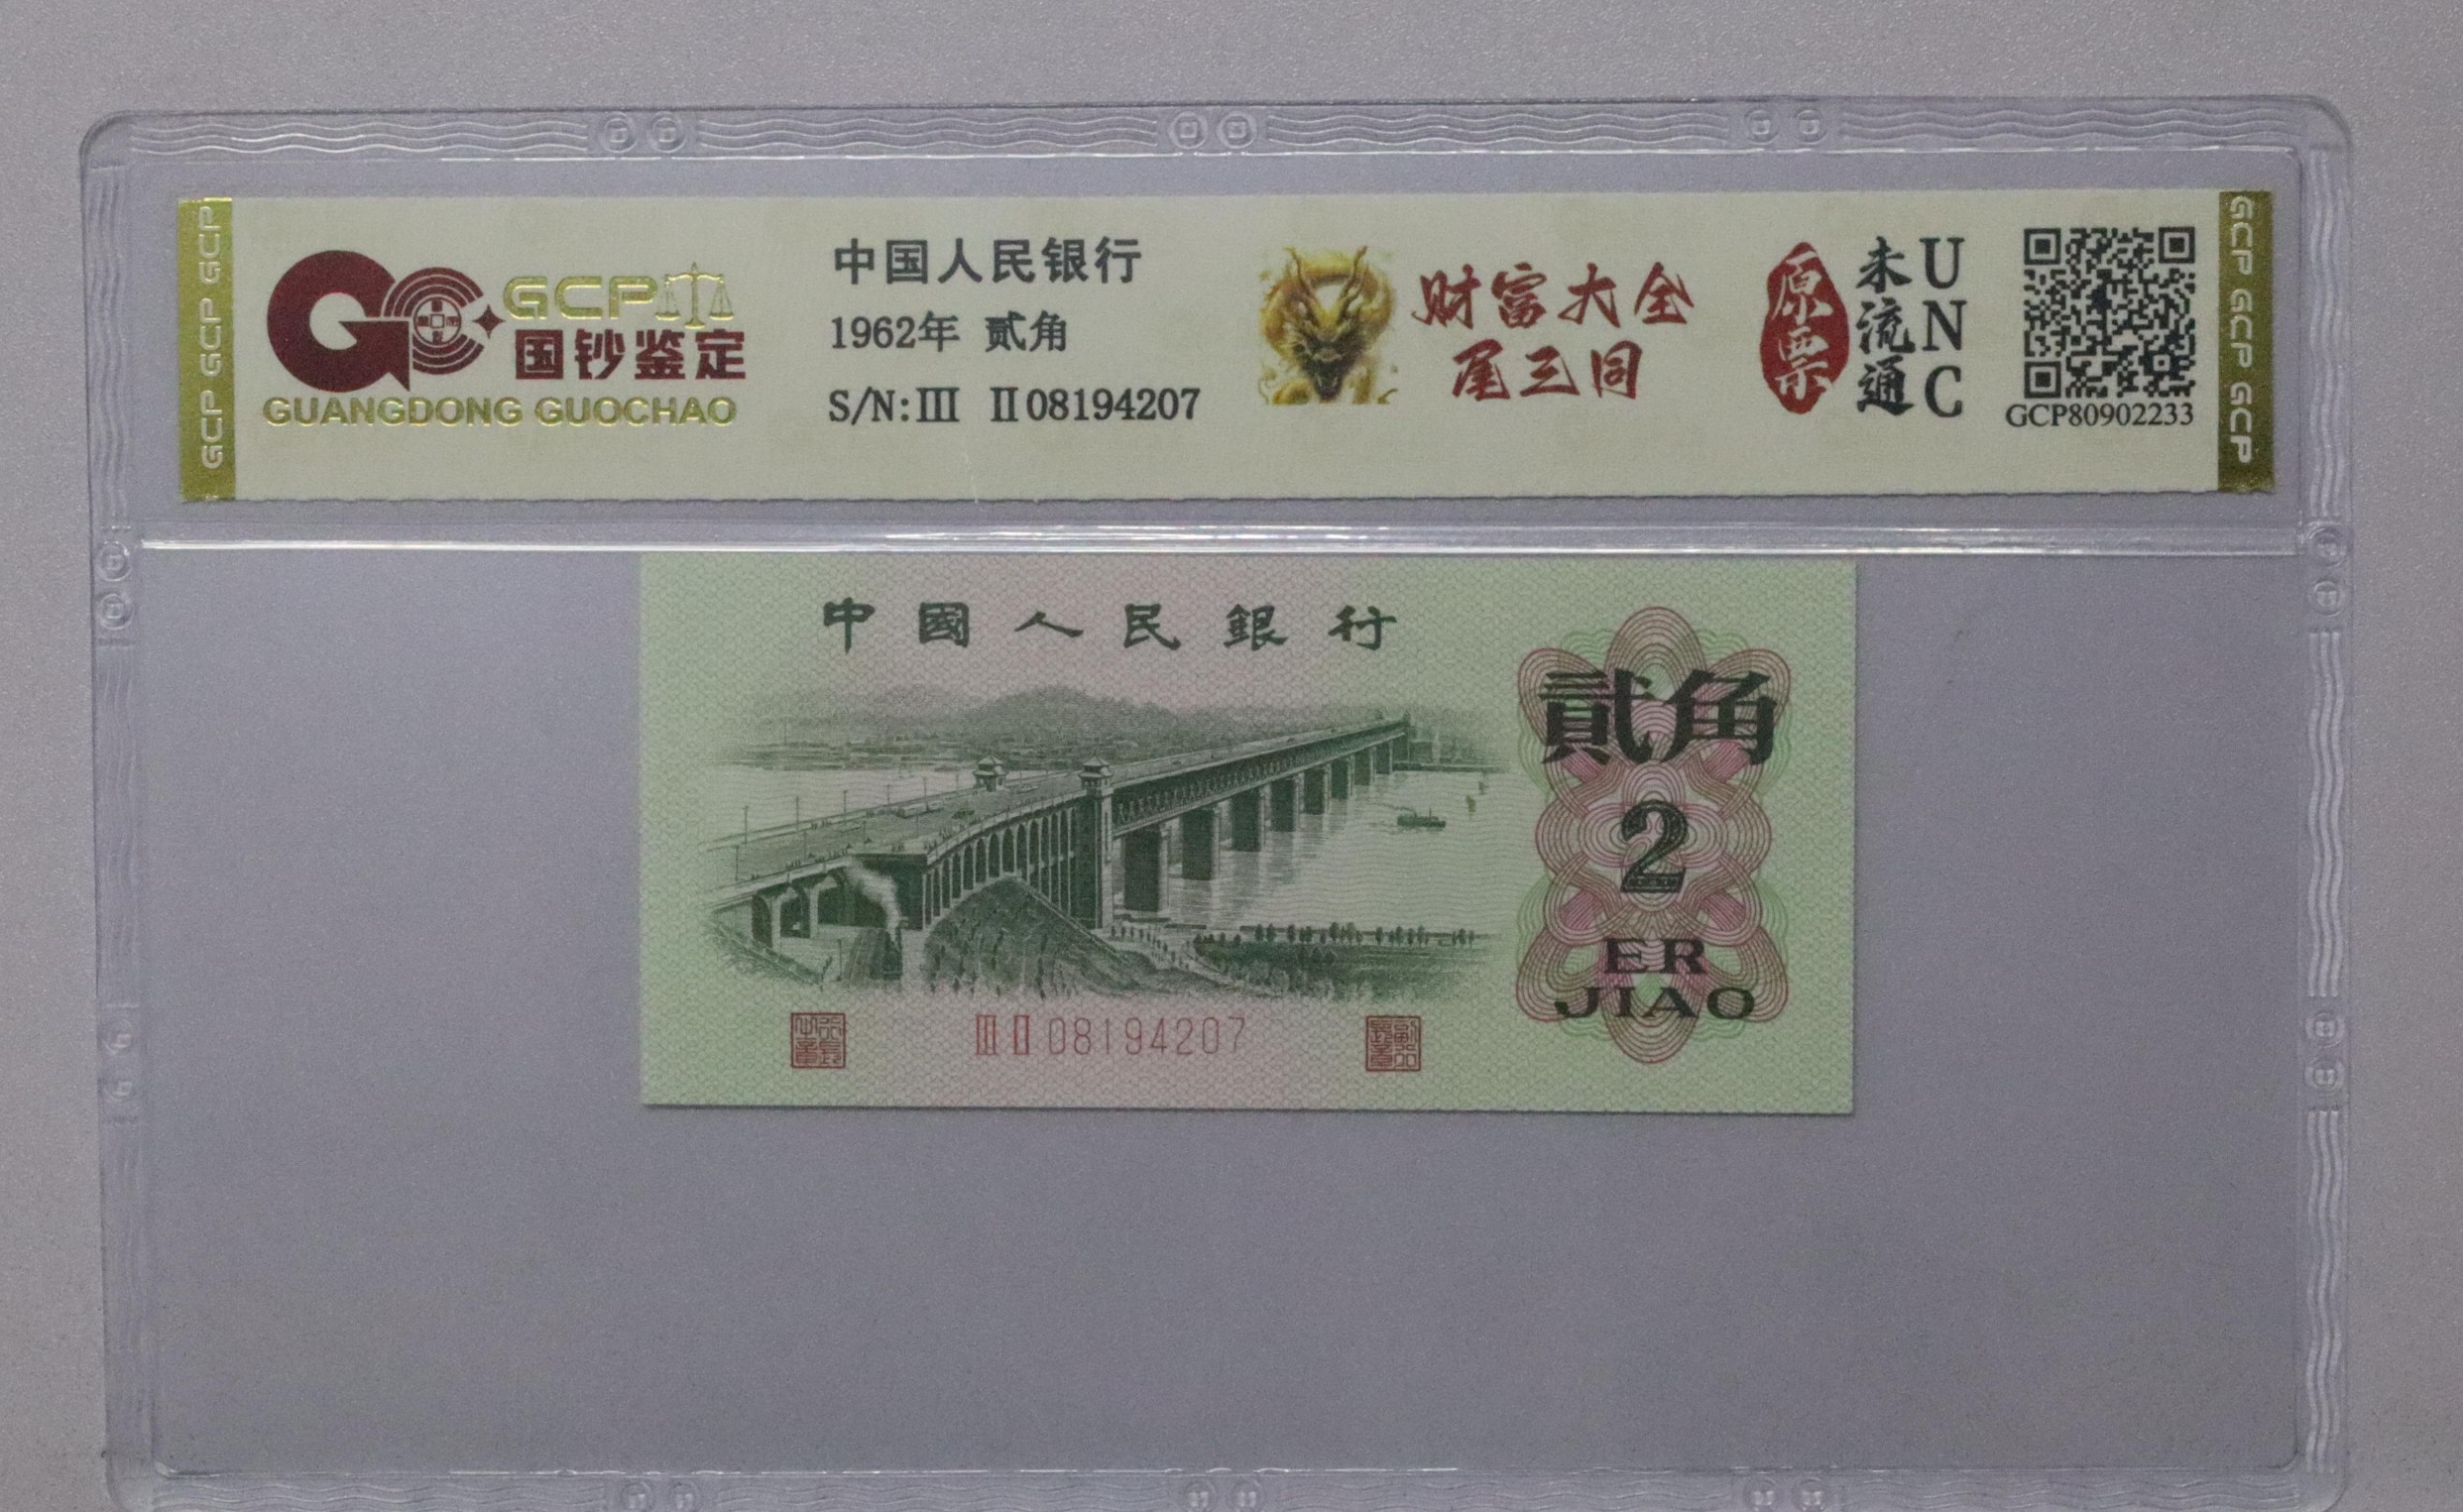 GCP GCP GCP
GCP
国钞鉴定
GUANGDONG GUOCHAO
中国人民银行
1962年 贰角
S/N:III II08194207
财富大全
尾三同
原票
未流通
UNC
GCP80902233
GCP GCP GCP
中國人民銀行
貳角
2
ER
JIAO
III II 08194207